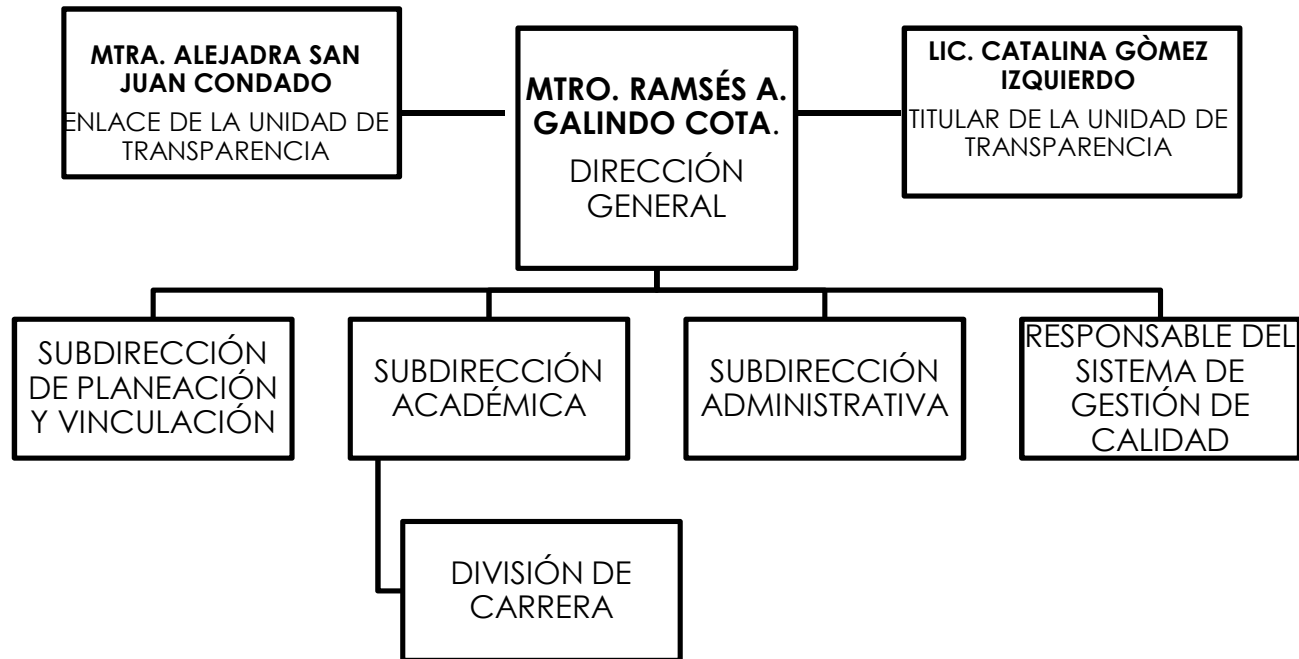 MTRA. ALEJADRA SAN
JUAN CONDADO
ENLACE DE LA UNIDAD DE
TRANSPARENCIA
MTRO. RAMSÉS A.
GALINDO COTA.
DIRECCIÓN
GENERAL
LIC. CATALINA GÒMEZ
IZQUIERDO
TITULAR DE LA UNIDAD DE
TRANSPARENCIA
SUBDIRECCIÓN
DE PLANEACIÓN
Y VINCULACIÓN
SUBDIRECCIÓN
ACADÉMICA
SUBDIRECCIÓN
ADMINISTRATIVA
RESPONSABLE DEL
SISTEMA DE
GESTIÓN DE
CALIDAD
DIVISIÓN DE
CARRERA